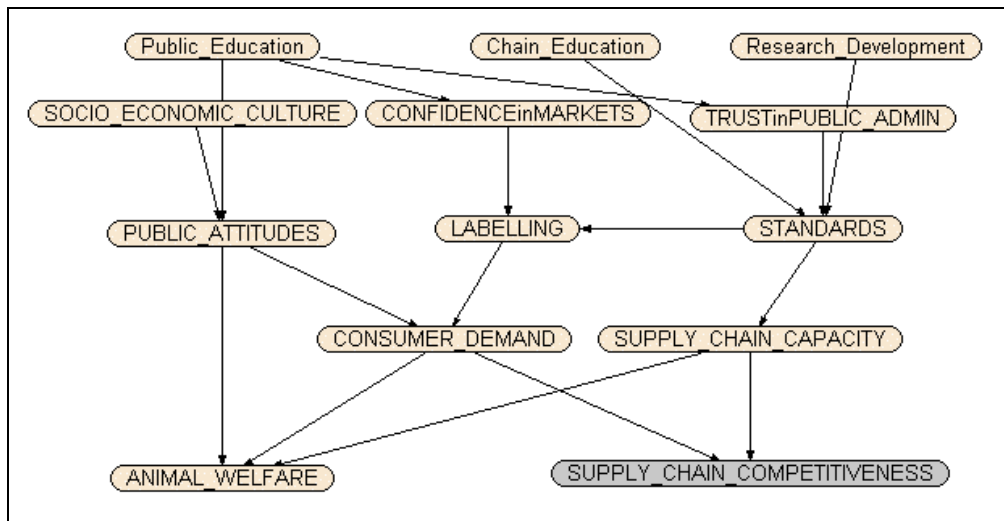 Public_Education
Chain_Education
Research_Development
SOCIO_ECONOMIC_CULTURE
CONFIDENCEinMARKETS
TRUSTinPUBLIC_ADMIN
PUBLIC_ATTITUDES
LABELLING
STANDARDS
CONSUMER_DEMAND
SUPPLY_CHAIN_CAPACITY
ANIMAL_WELFARE
SUPPLY_CHAIN_COMPETITIVENESS